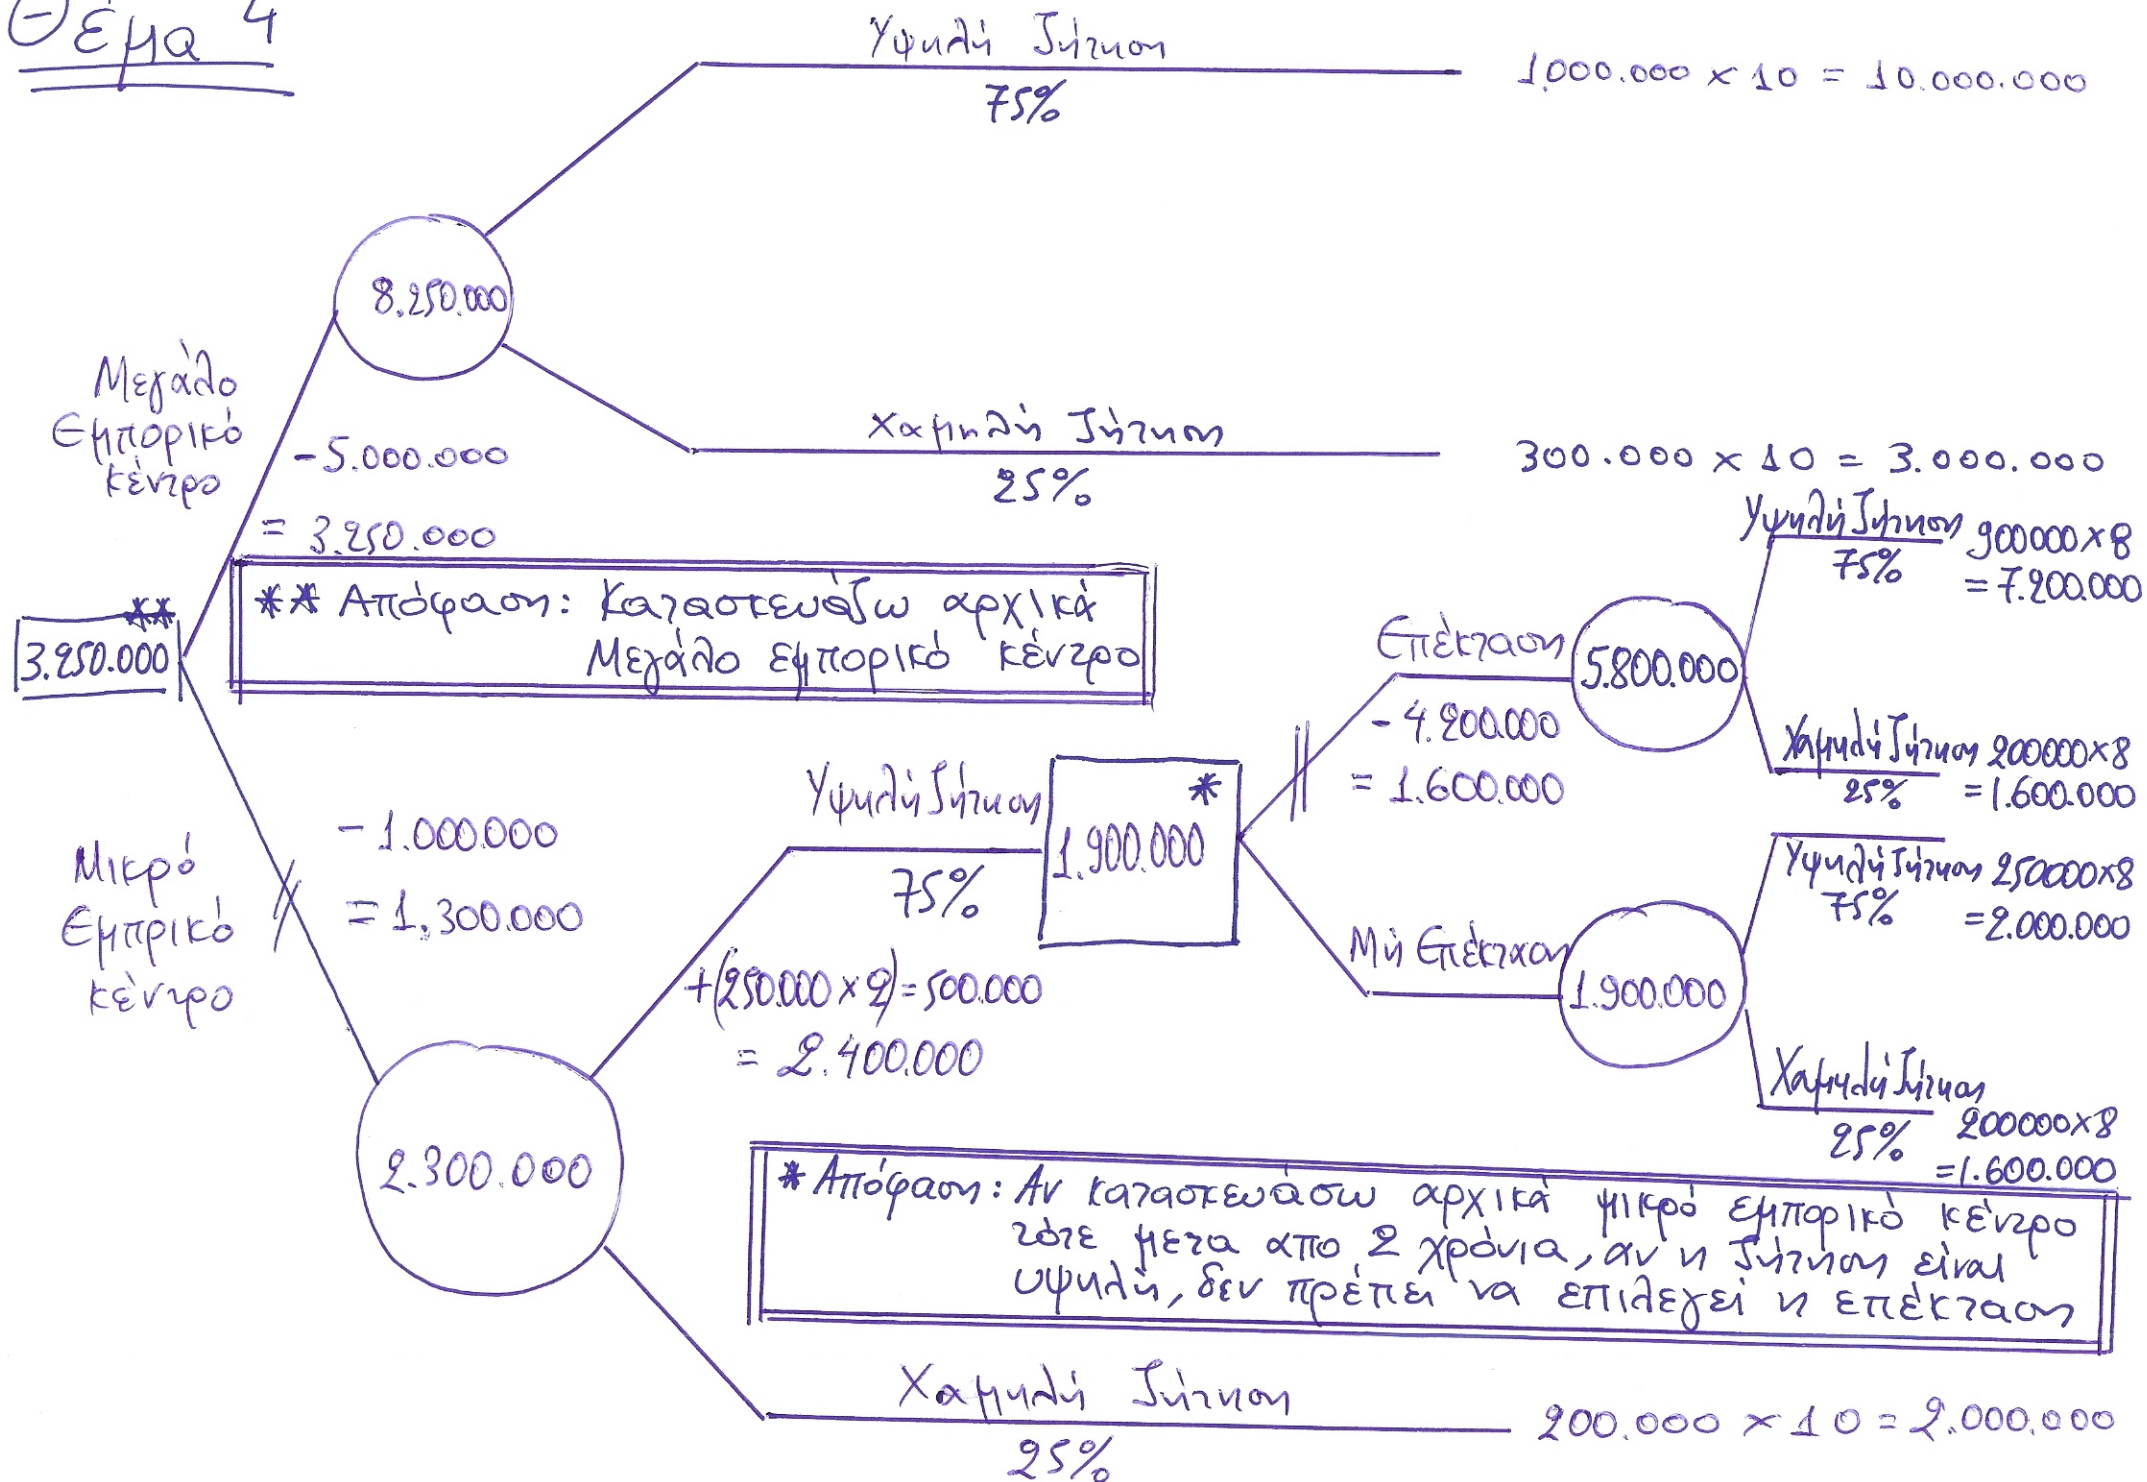 Θέμα 4
Υψηλή Ζήτηση
75%
1.000.000 × 10 = 10.000.000
8.250.000
Μεγάλο
Εμπορικό
κέντρο
-5.000.000
= 3.250.000
Χαμηλή Ζήτηση
25%
300.000 × 10 = 3.000.000
**
3.250.000
** Απόφαση: Κατασκευάζω αρχικά
Μεγάλο εμπορικό κέντρο
Μικρό
Εμπρικό
κέντρο
-1.000.000
= 1.300.000
2.300.000
Υψηλή Ζήτηση
75%
+(250.000 × 2) = 500.000
= 2.400.000
*
1.900.000
Επέκταση
- 4.200.000
= 1.600.000
5.800.000
Υψηλή Ζήτηση
75%
900000×8
= 7.200.000
Χαμηλή Ζήτηση
25%
200000×8
=1.600.000
Μή Επέκταση
1.900.000
Υψηλή Ζήτηση
75%
250000×8
=2.000.000
Χαμηλή Ζήτηση
25%
200000×8
=1.600.000
* Απόφαση: Αν κατασκευάσω αρχικά μικρό εμπορικό κέντρο
τότε μετα απο 2 χρόνια, αν η ζήτηση είναι
υψηλή, δεν πρέπει να επιλεγεί η επέκταση
Χαμηλή Ζήτηση
25%
200.000 × 10 = 2.000.000